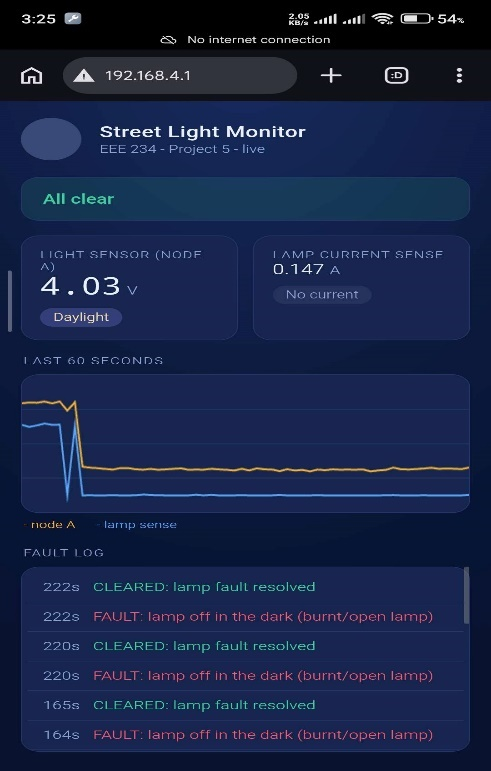 3:25
2.05 KB/s
54%
No internet connection
192.168.4.1
:D
Street Light Monitor
EEE 234 - Project 5 - live
All clear
LIGHT SENSOR (NODE
A)
4.03 V
Daylight
LAMP CURRENT SENSE
0.147 A
No current
LAST 60 SECONDS
node A
lamp sense
FAULT LOG
222s CLEARED: lamp fault resolved
222s FAULT: lamp off in the dark (burnt/open lamp)
220s CLEARED: lamp fault resolved
220s FAULT: lamp off in the dark (burnt/open lamp)
165s CLEARED: lamp fault resolved
164s FAULT: lamp off in the dark (burnt/open lamp)